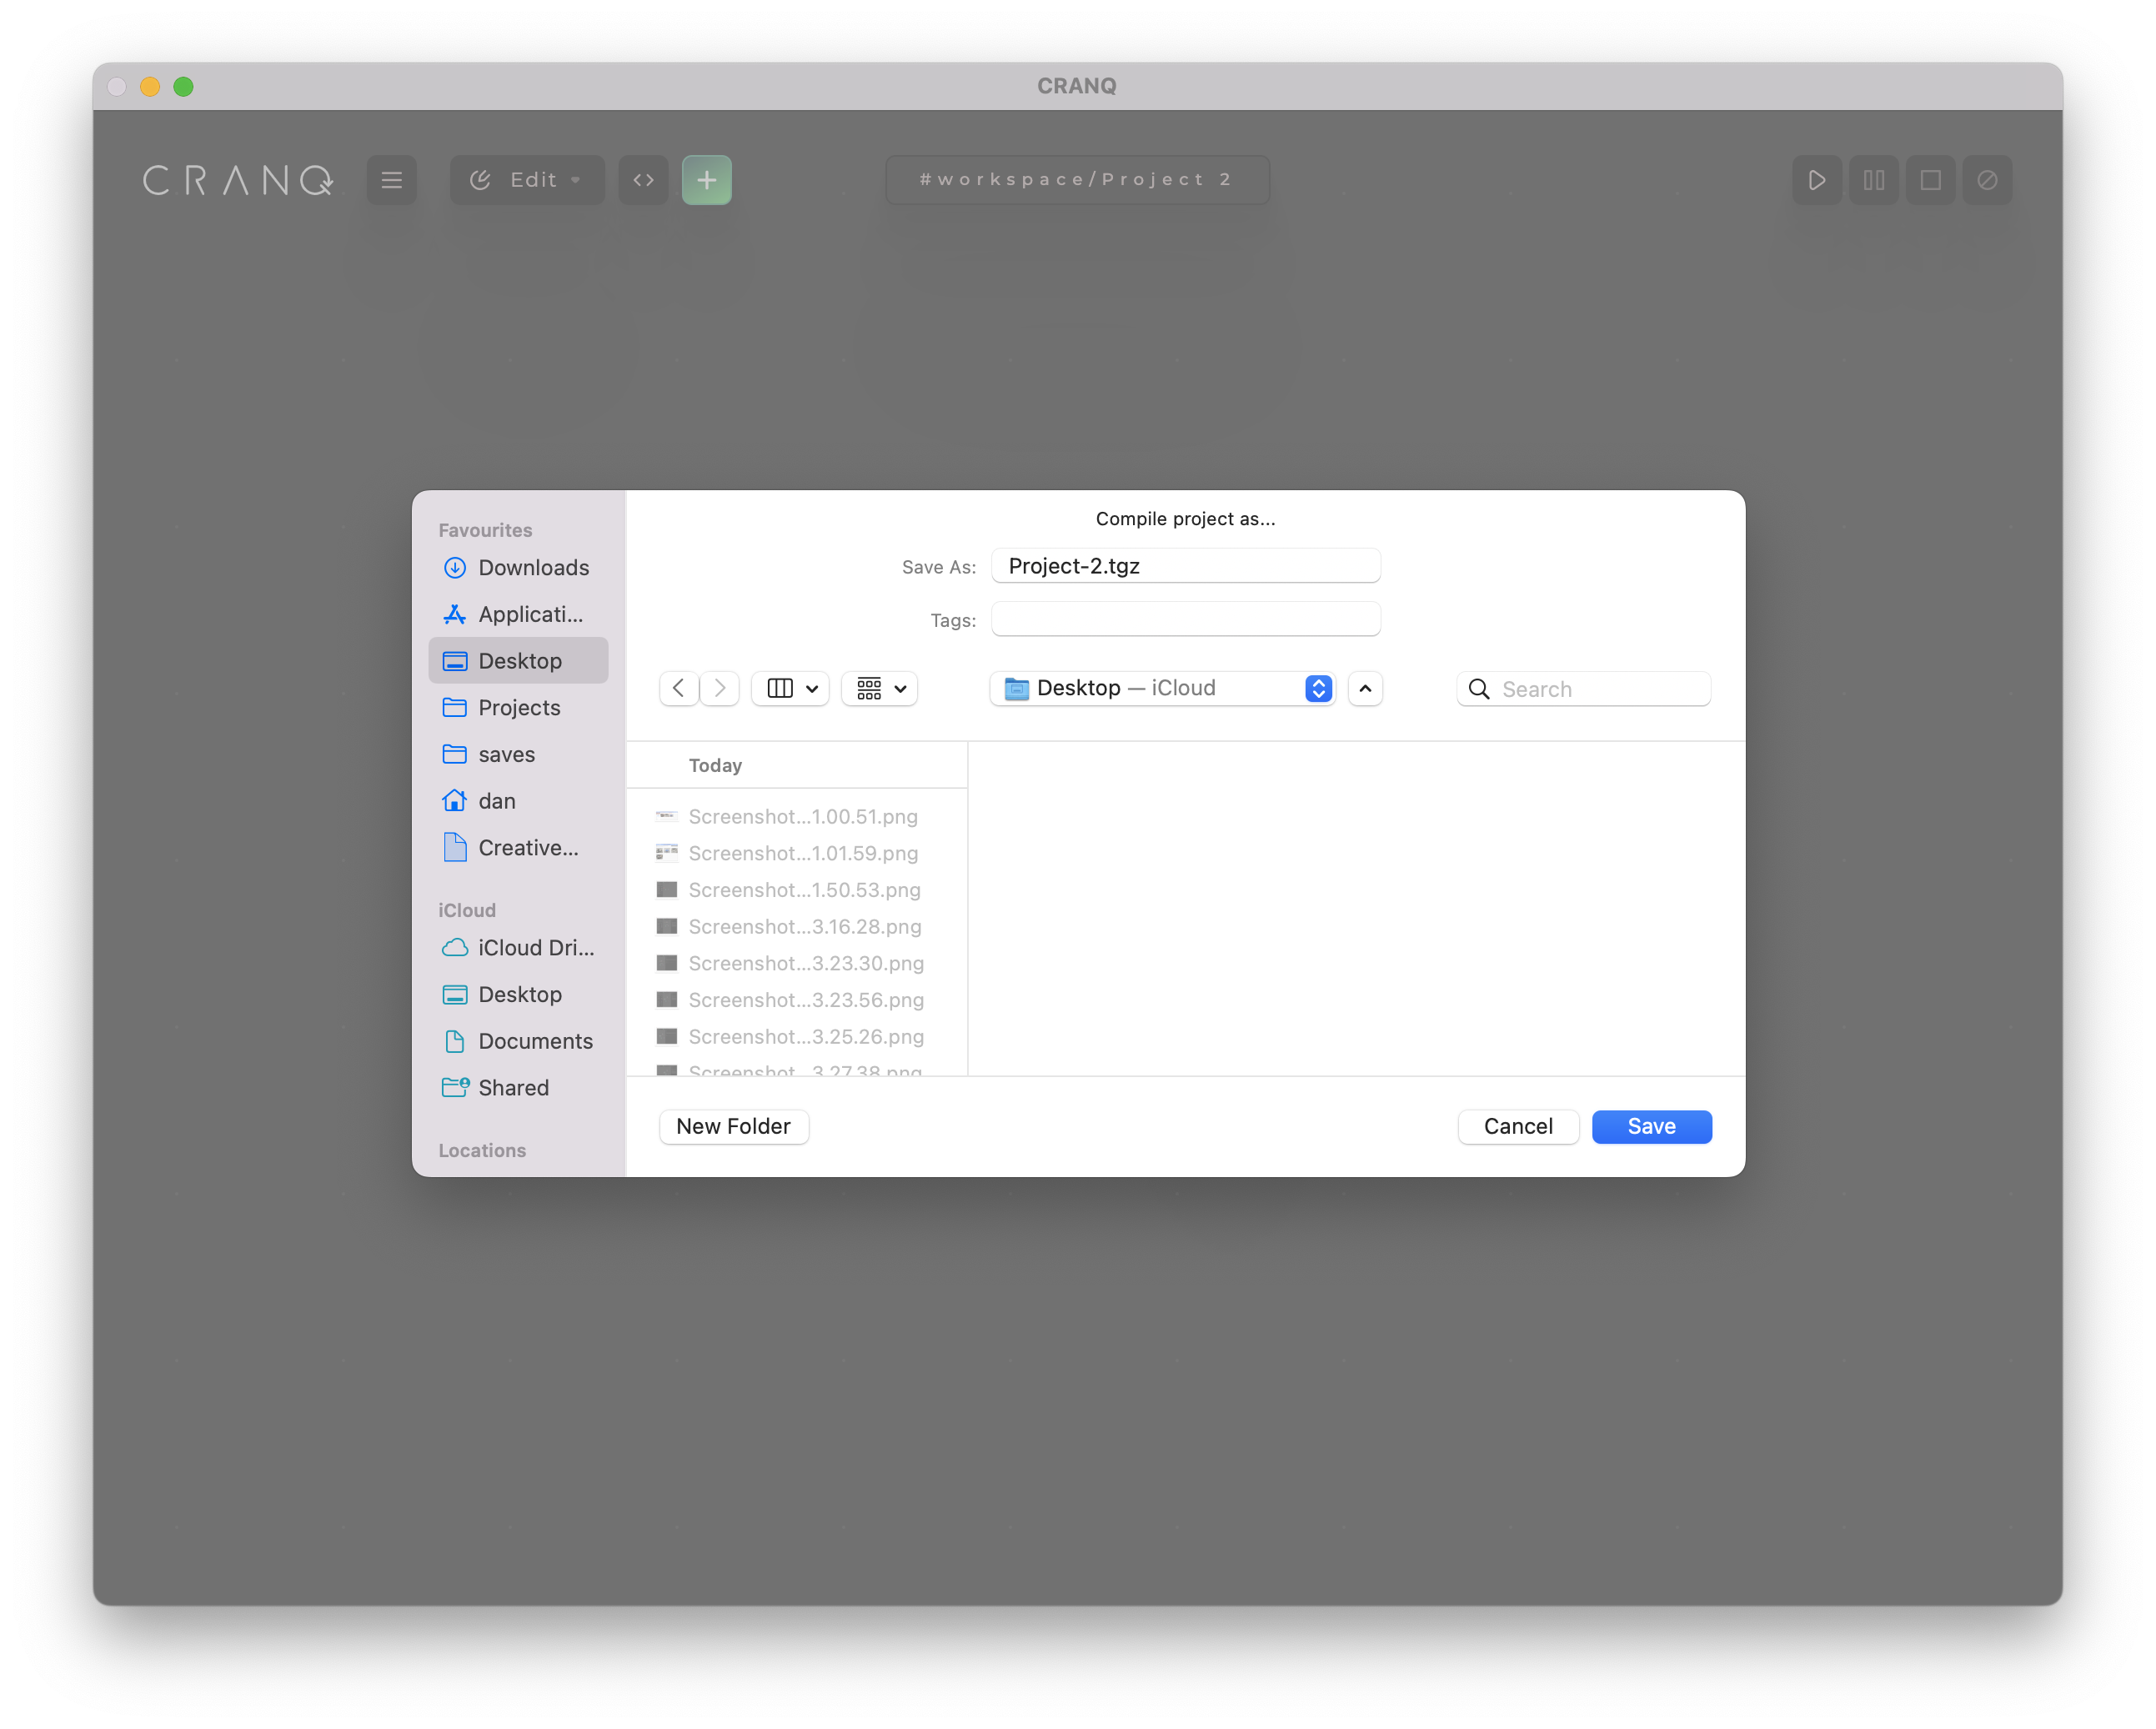 CRANQ
CRANQ
Edit
#workspace/Project 2
Favourites
Downloads
Applicati...
Desktop
Projects
saves
dan
Creative...
iCloud
iCloud Dri...
Desktop
Documents
Shared
Locations
Compile project as...
Save As: Project-2.tgz
Tags:
Desktop — iCloud
Search
Today
Screenshot...1.00.51.png
Screenshot...1.01.59.png
Screenshot...1.50.53.png
Screenshot...3.16.28.png
Screenshot...3.23.30.png
Screenshot...3.23.56.png
Screenshot...3.25.26.png
Screenshot...3.27.38.png
New Folder
Cancel
Save